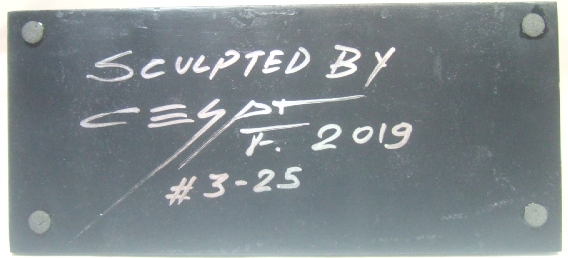 SCULPTED BY
CESAR
F. 2019
#3-25